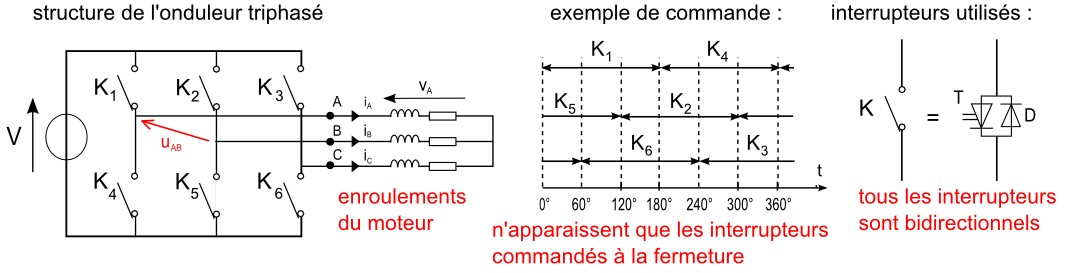 structure de l'onduleur triphasé
exemple de commande :
interrupteurs utilisés :
V
K1
K2
K3
K4
K5
K6
uAB
A
B
C
iA
iB
iC
vA
enroulements
du moteur
K1
K4
K5
K2
K6
K3
t
0° 60° 120° 180° 240° 300° 360°
n'apparaissent que les interrupteurs
commandés à la fermeture
K
=
T
D
tous les interrupteurs
sont bidirectionnels